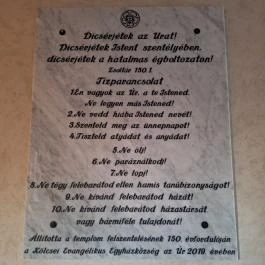 Dicsérjétek az Urat!
Dicsérjétek Istent szentélyében,
dicsérjétek a hatalmas égboltozaton!
Zsoltár 150.1.
Tízparancsolat
1.Én vagyok az Úr, a te Istened.
Ne legyen más Istened!
2.Ne vedd hiába Istened nevét!
3.Szenteld meg az ünnepnapot!
4.Tiszteld atyádat és anyádat!
5.Ne ölj!
6.Ne paráználkodj!
7.Ne lopj!
8.Ne tégy felebarátod ellen hamis tanúbizonyságot!
9.Ne kívánd felebarátod házát!
10.Ne kívánd felebarátod házastársát
vagy bármiféle tulajdonát!
Állította a templom felszentelésének 150. évfordulóján
a Kölcsei Evangélikus Egyházközség az Úr 2019. évében